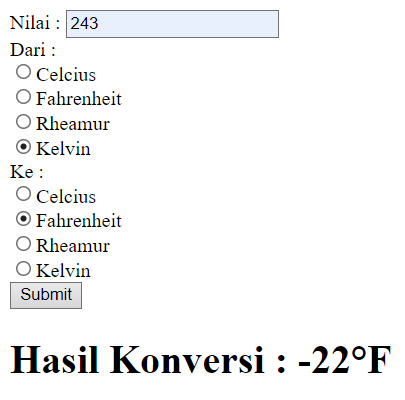 Nilai : 243
Dari :
Celcius
Fahrenheit
Rheamur
Kelvin
Ke :
Celcius
Fahrenheit
Rheamur
Kelvin
Submit
Hasil Konversi : -22°F